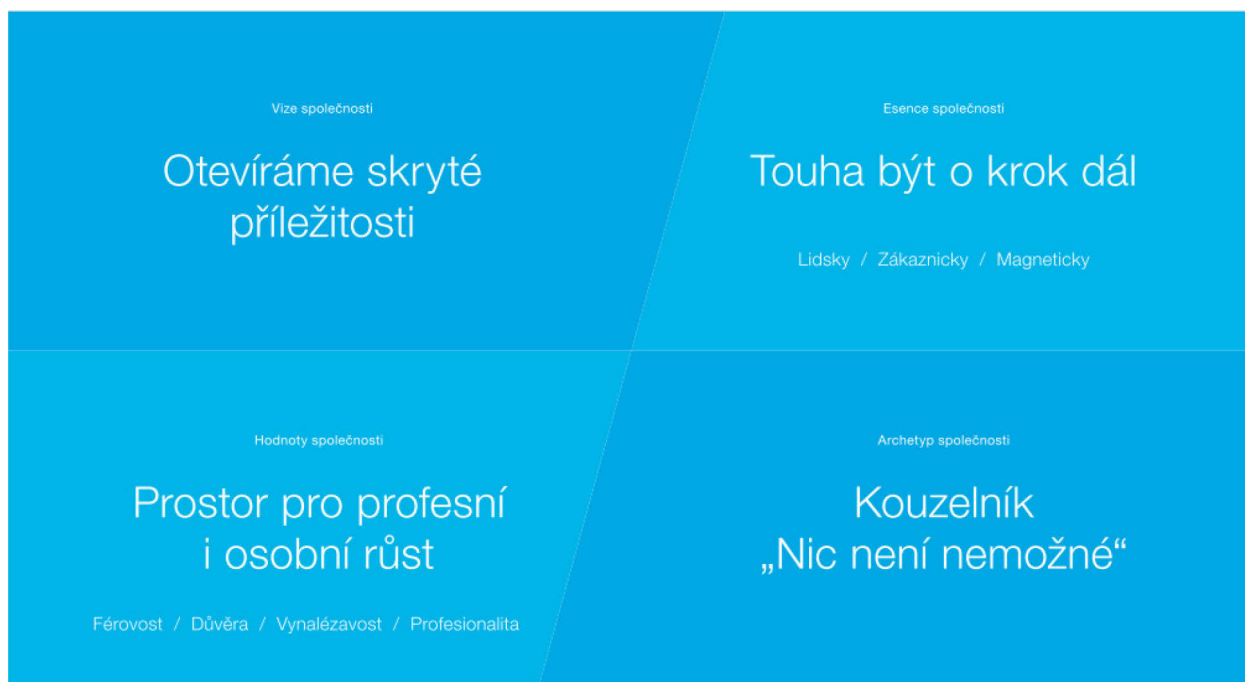 Vize společnosti
Otevíráme skryté
příležitosti
Esence společnosti
Touha být o krok dál
Lidsky / Zákaznicky / Magneticky
Hodnoty společnosti
Prostor pro profesní
i osobní růst
Férovost / Důvěra / Vynalézavost / Profesionalita
Archetyp společnosti
Kouzelník
„Nic není nemožné“